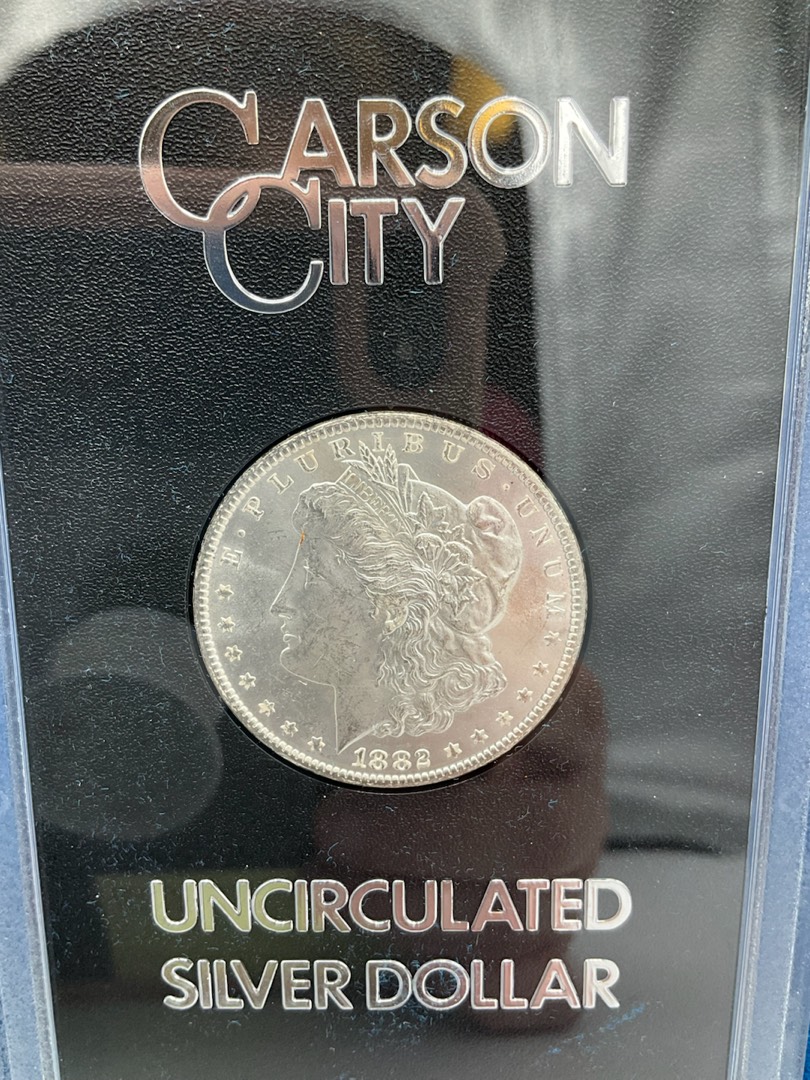 CARSON
CITY
E·PLURIBUS·UNUM
LIBERTY
1882
UNCIRCULATED
SILVER DOLLAR